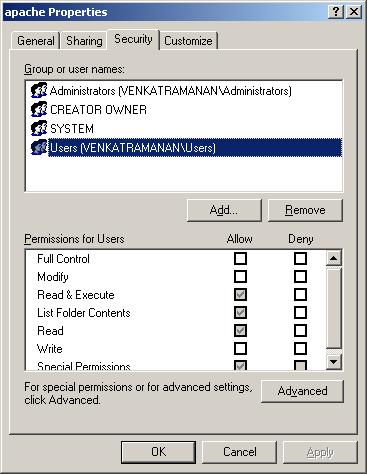 apache Properties
General Sharing Security Customize
Group or user names:
Administrators (VENKATRAMANAN\Administrators)
CREATOR OWNER
SYSTEM
Users (VENKATRAMANAN\Users)
Add... Remove
Permissions for Users Allow Deny
Full Control
Modify
Read & Execute
List Folder Contents
Read
Write
Special Permissions
For special permissions or for advanced settings,
click Advanced.
Advanced
OK Cancel Apply